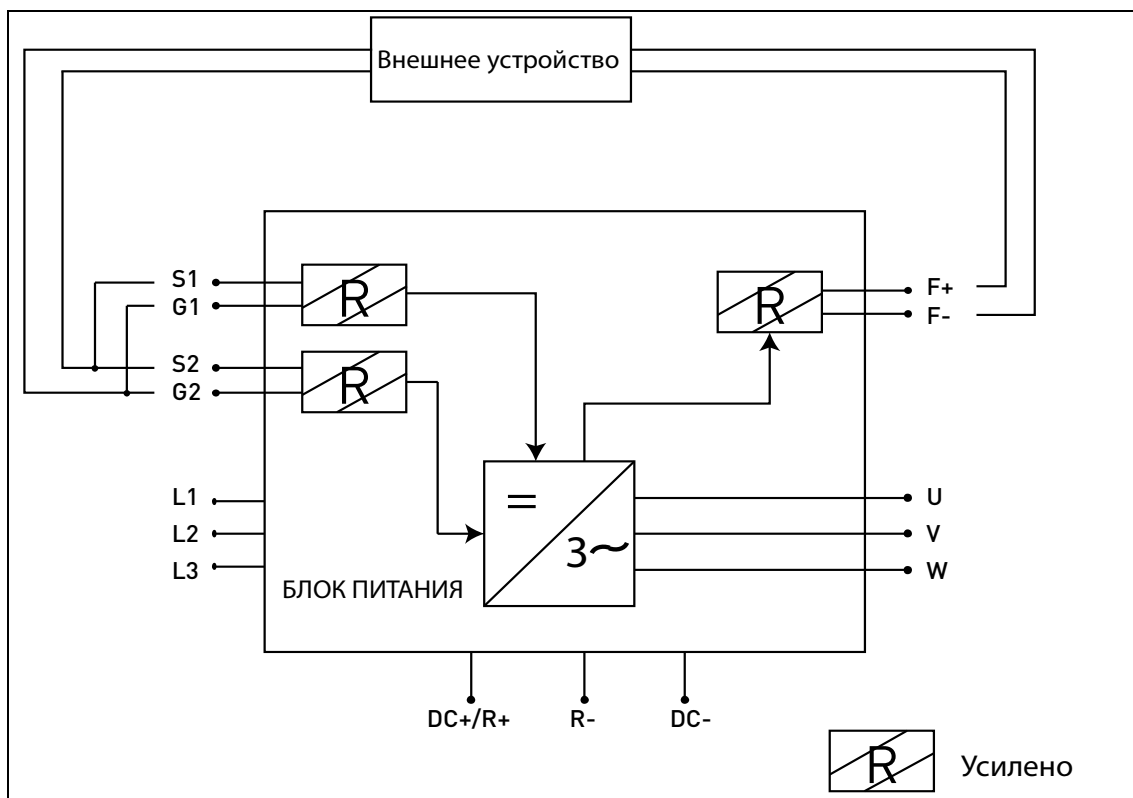 Внешнее устройство
S1
G1
S2
G2
R
R
R
F+
F-
L1
L2
L3
=
3~
U
V
W
БЛОК ПИТАНИЯ
DC+/R+
R-
DC-
R
Усилено